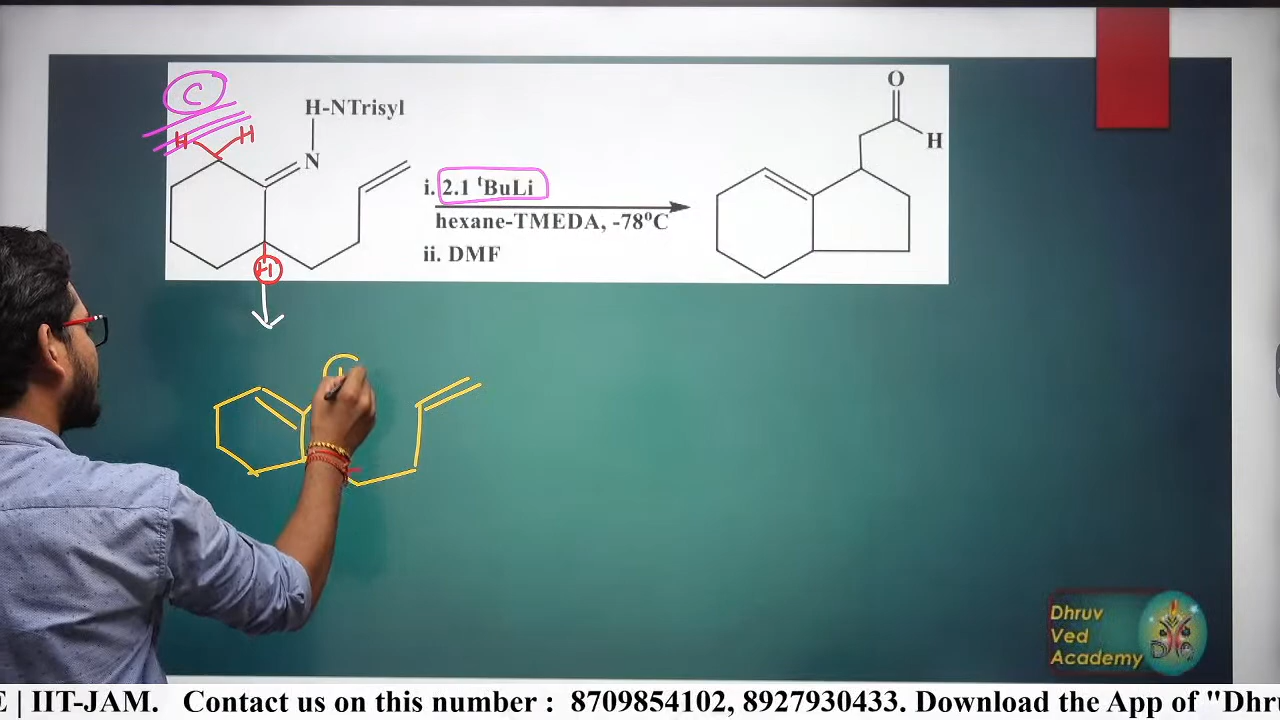 C
H H
H-NTrisyl
N
i. 2.1 ᵗBuLi
hexane-TMEDA, -78⁰C
ii. DMF
H
O
H
Dhruv
Ved
Academy
E | IIT-JAM. Contact us on this number : 8709854102, 8927930433. Download the App of "Dhru